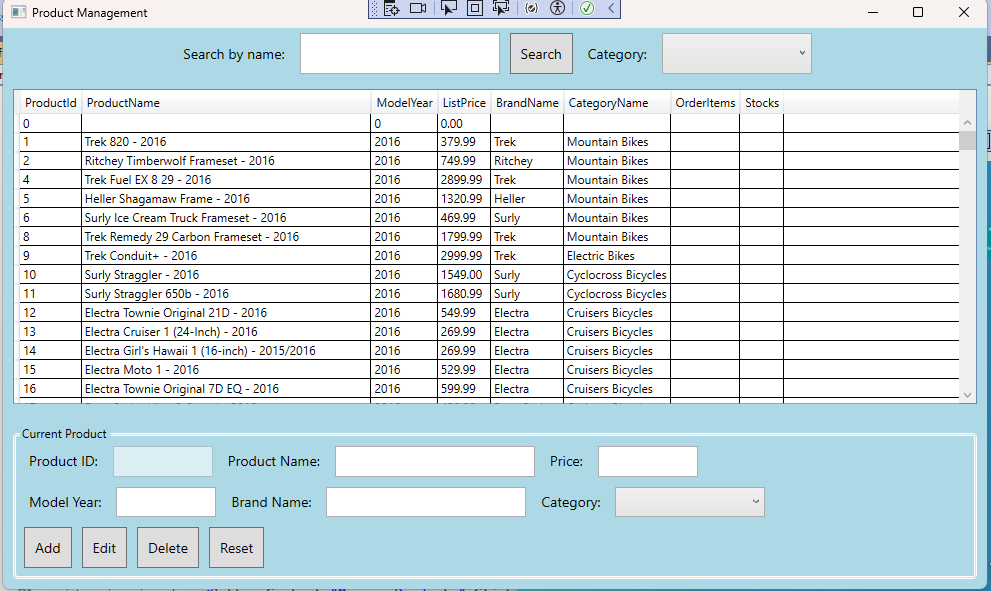 Product Management
Search by name: Search Category:
ProductId ProductName ModelYear ListPrice BrandName CategoryName OrderItems Stocks
0 0 0.00
1 Trek 820 - 2016 2016 379.99 Trek Mountain Bikes
2 Ritchey Timberwolf Frameset - 2016 2016 749.99 Ritchey Mountain Bikes
4 Trek Fuel EX 8 29 - 2016 2016 2899.99 Trek Mountain Bikes
5 Heller Shagamaw Frame - 2016 2016 1320.99 Heller Mountain Bikes
6 Surly Ice Cream Truck Frameset - 2016 2016 469.99 Surly Mountain Bikes
8 Trek Remedy 29 Carbon Frameset - 2016 2016 1799.99 Trek Mountain Bikes
9 Trek Conduit+ - 2016 2016 2999.99 Trek Electric Bikes
10 Surly Straggler - 2016 2016 1549.00 Surly Cyclocross Bicycles
11 Surly Straggler 650b - 2016 2016 1680.99 Surly Cyclocross Bicycles
12 Electra Townie Original 21D - 2016 2016 549.99 Electra Cruisers Bicycles
13 Electra Cruiser 1 (24-Inch) - 2016 2016 269.99 Electra Cruisers Bicycles
14 Electra Girl's Hawaii 1 (16-inch) - 2015/2016 2016 269.99 Electra Cruisers Bicycles
15 Electra Moto 1 - 2016 2016 529.99 Electra Cruisers Bicycles
16 Electra Townie Original 7D EQ - 2016 2016 599.99 Electra Cruisers Bicycles
Current Product
Product ID: Product Name: Price:
Model Year: Brand Name: Category:
Add Edit Delete Reset